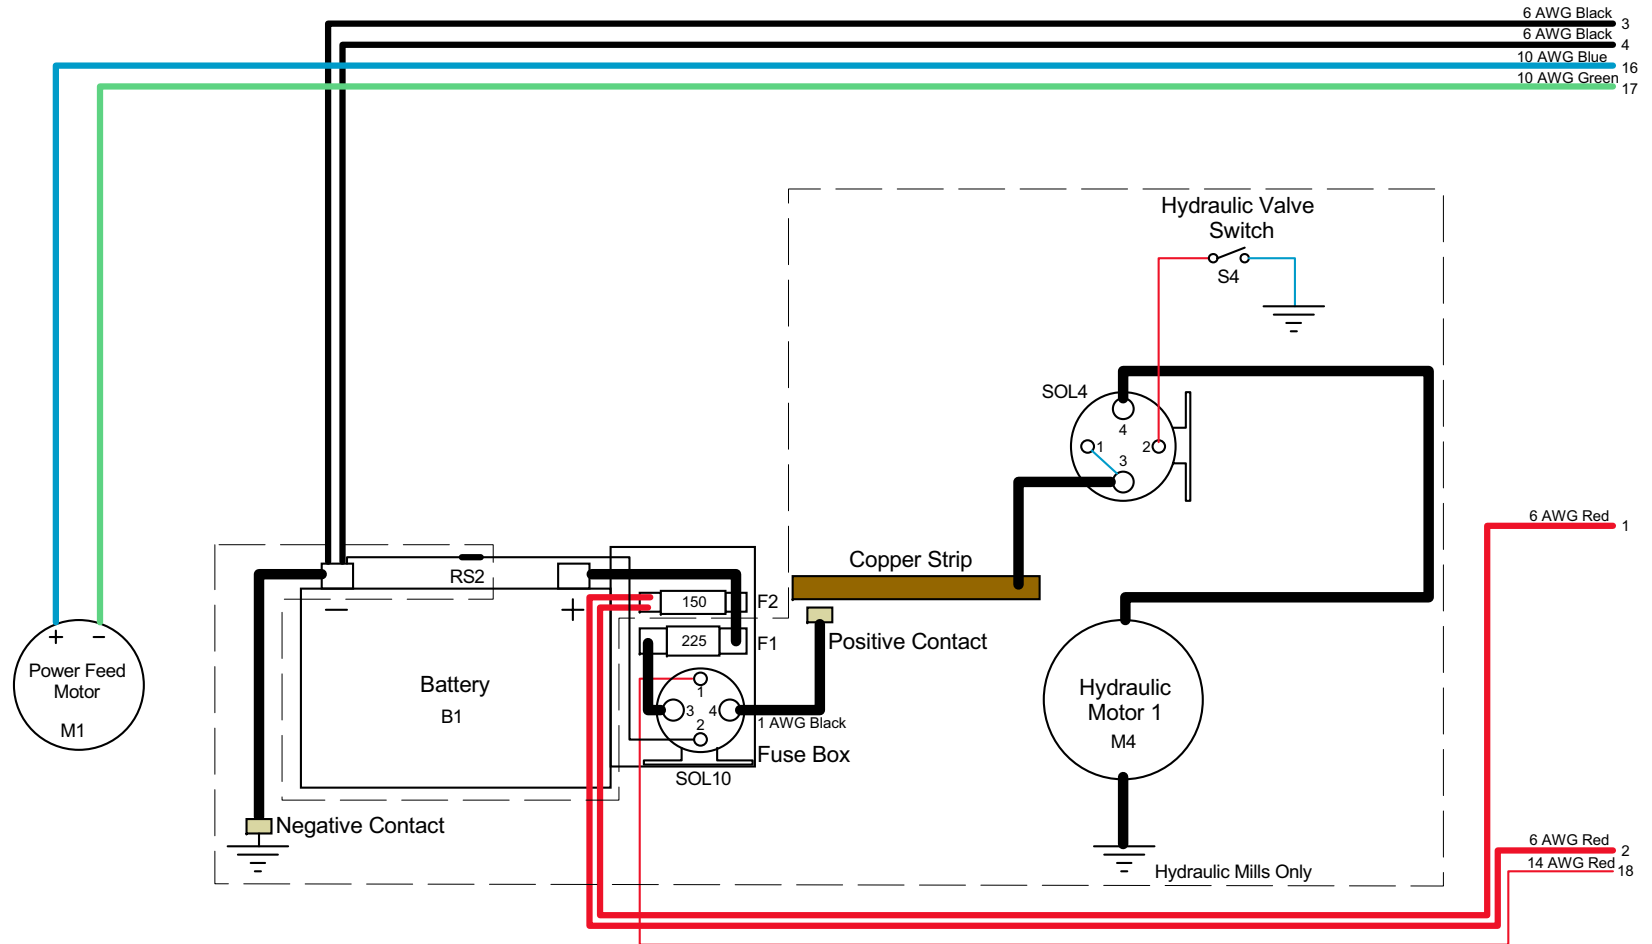 6 AWG Black 3
6 AWG Black 4
10 AWG Blue 16
10 AWG Green 17
Hydraulic Valve
Switch
S4
SOL4
4
1 2
3
6 AWG Red 1
Copper Strip
RS2
150 F2
+ −
− +
225 F1
Positive Contact
Power Feed
Motor
M1
Battery
B1
1
3 4
2
1 AWG Black
Hydraulic
Motor 1
M4
Fuse Box
SOL10
Negative Contact
6 AWG Red 2
14 AWG Red 18
Hydraulic Mills Only